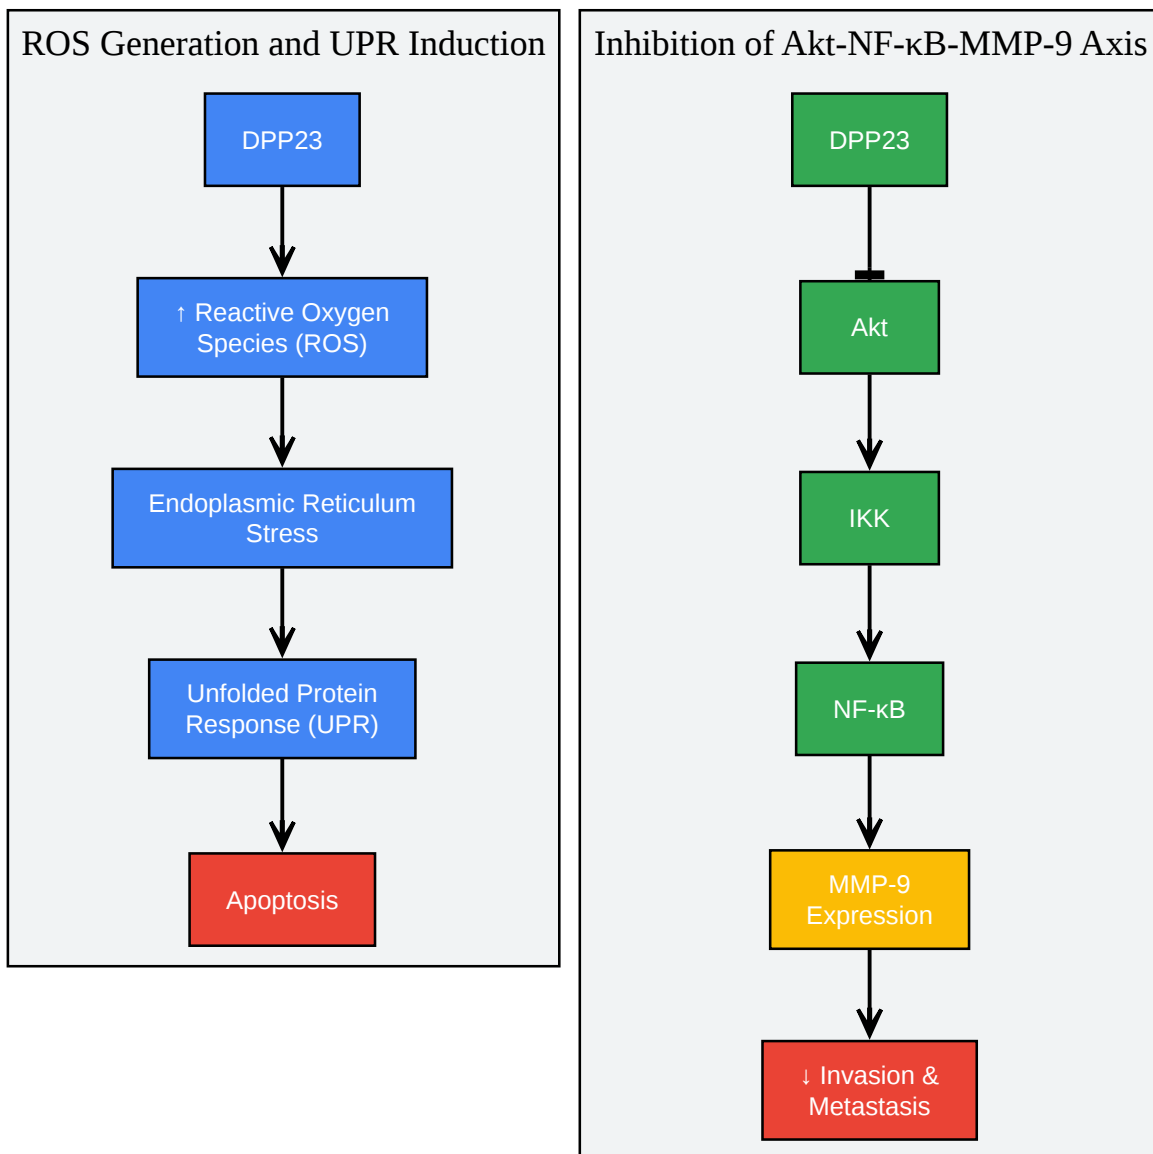 ROS Generation and UPR Induction
DPP23
↑ Reactive Oxygen
Species (ROS)
Endoplasmic Reticulum
Stress
Unfolded Protein
Response (UPR)
Apoptosis
Inhibition of Akt-NF-κB-MMP-9 Axis
DPP23
Akt
IKK
NF-κB
MMP-9
Expression
↓ Invasion &
Metastasis